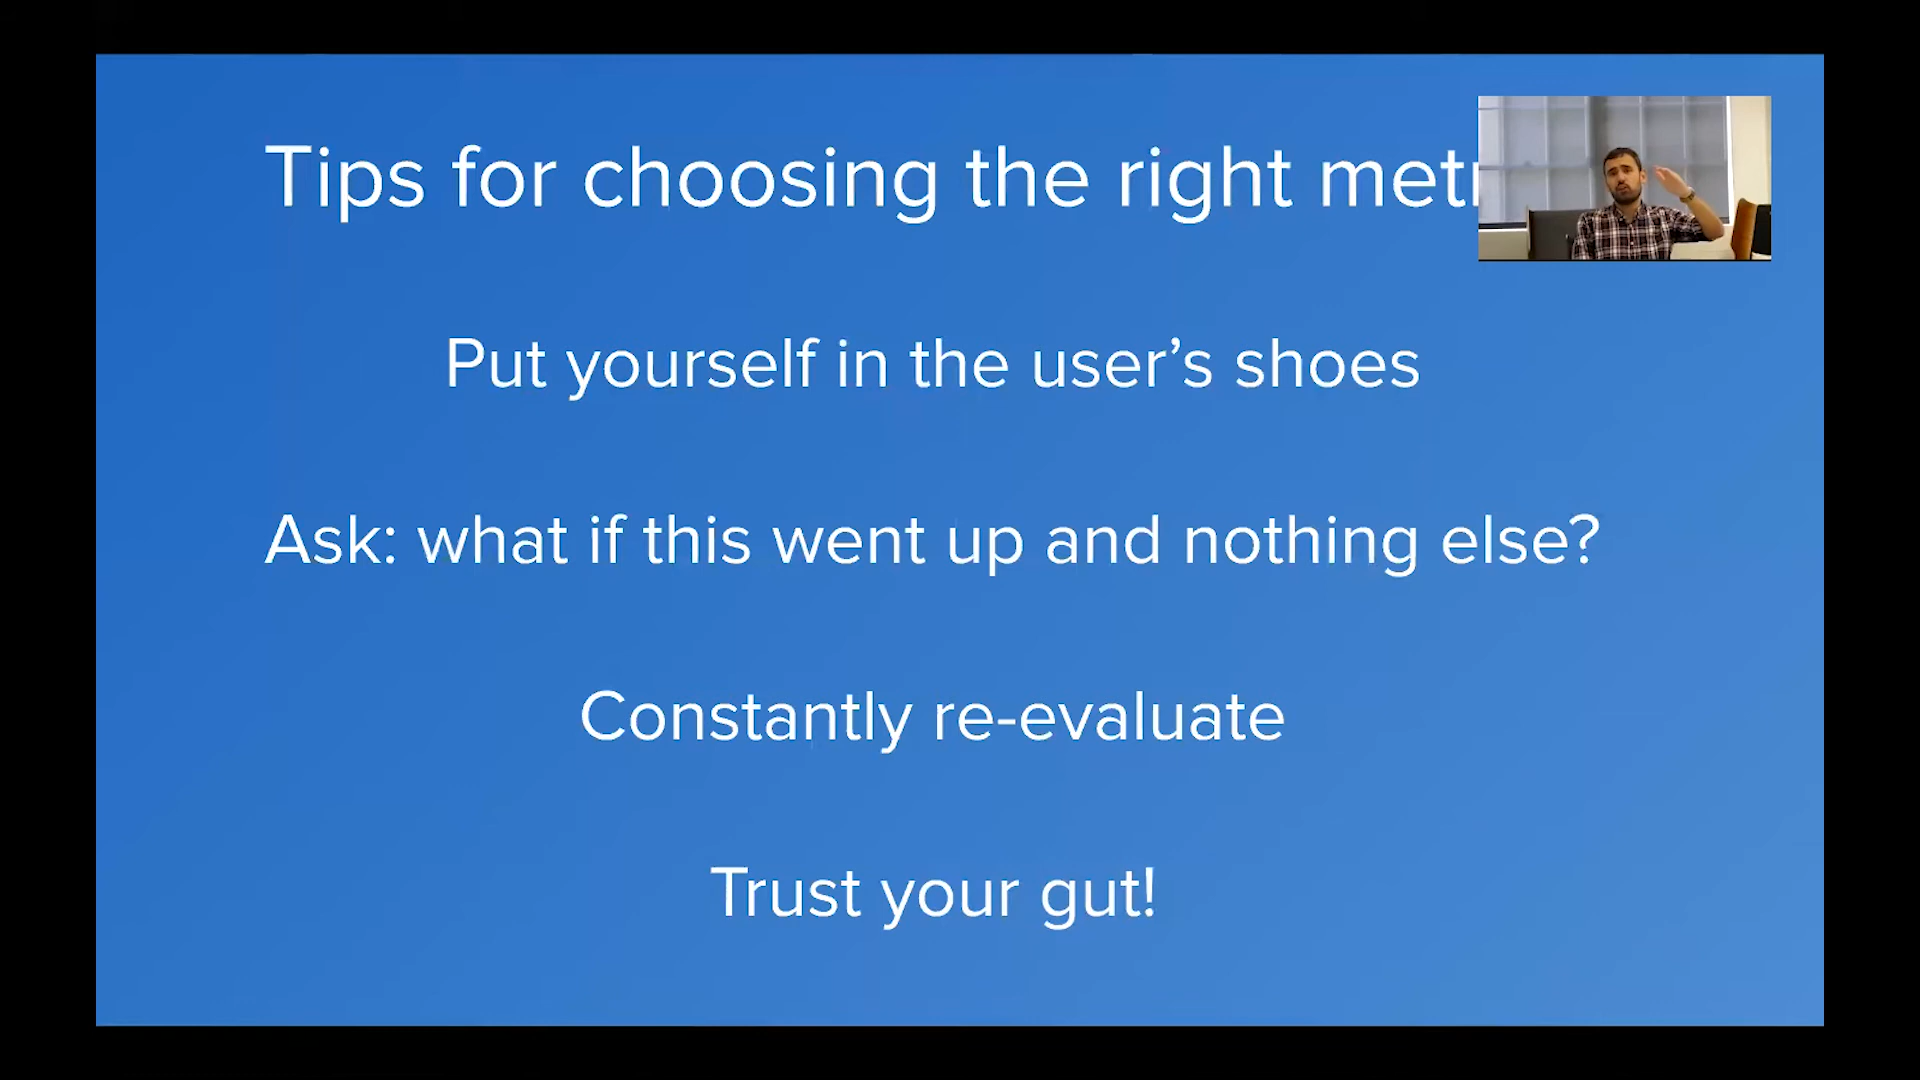 Tips for choosing the right
Put yourself in the user’s shoes
Ask: what if this went up and nothing else?
Constantly re-evaluate
Trust your gut!